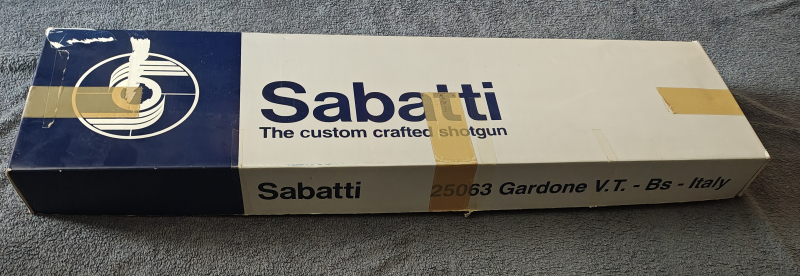 Sabatti
The custom crafted shotgun
Sabatti 25063 Gardone V.T. - Bs - Italy